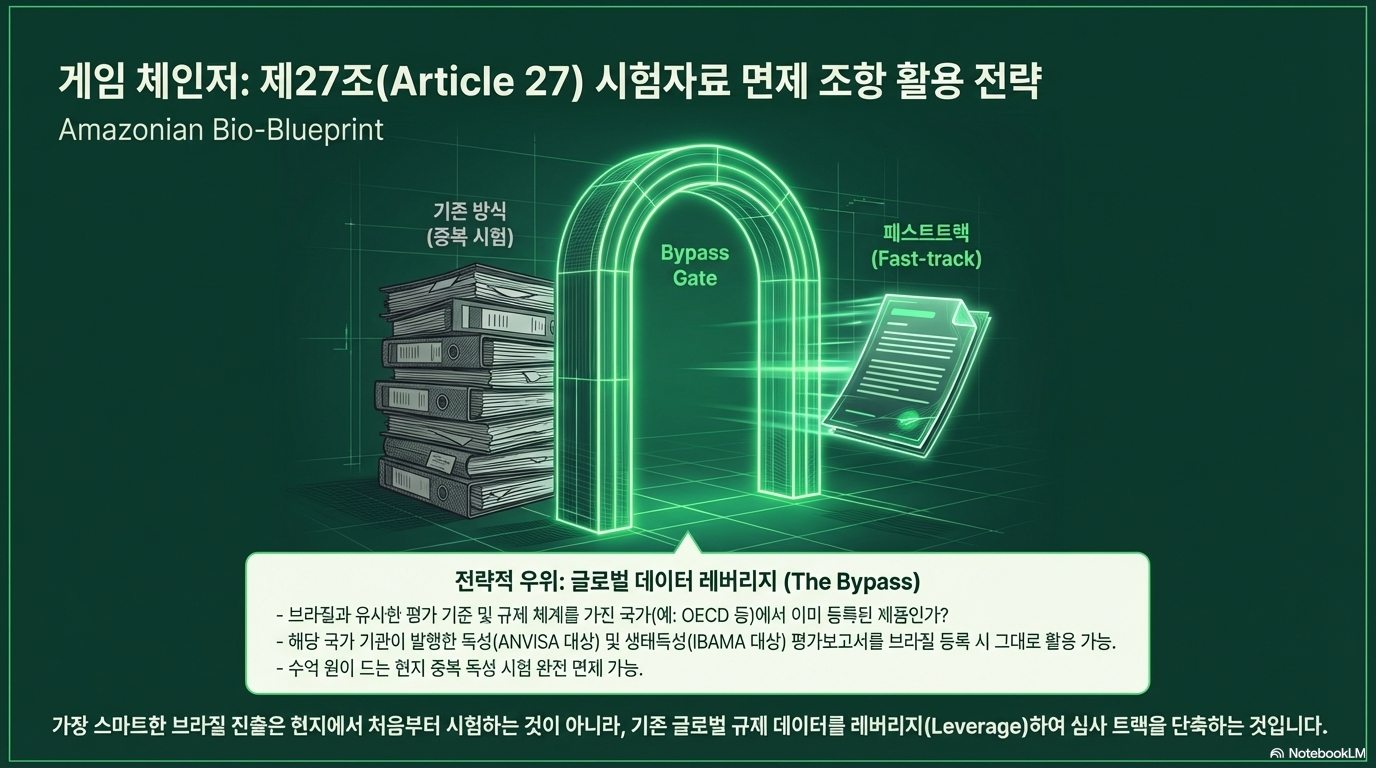 게임 체인저: 제27조(Article 27) 시험자료 면제 조항 활용 전략
Amazonian Bio-Blueprint
기존 방식
(중복 시험)
Bypass
Gate
패스트트랙
(Fast-track)
전략적 우위: 글로벌 데이터 레버리지 (The Bypass)
- 브라질과 유사한 평가 기준 및 규제 체계를 가진 국가(예: OECD 등)에서 이미 등록된 제품인가?
- 해당 국가 기관이 발행한 독성(ANVISA 대상) 및 생태독성(IBAMA 대상) 평가보고서를 브라질 등록 시 그대로 활용 가능.
- 수억 원이 드는 현지 중복 독성 시험 완전 면제 가능.
가장 스마트한 브라질 진출은 현지에서 처음부터 시험하는 것이 아니라, 기존 글로벌 규제 데이터를 레버리지(Leverage)하여 심사 트랙을 단축하는 것입니다.
NotebookLM